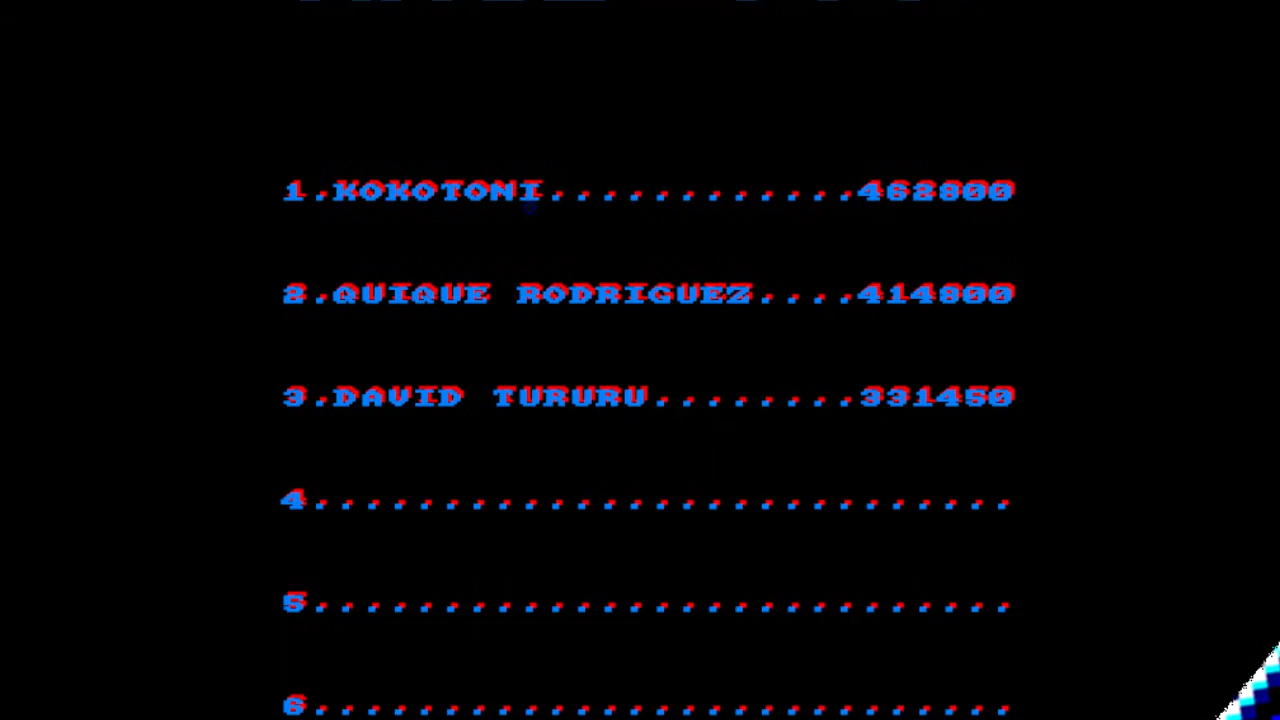 1.KOKOTONI............462800
2.QUIQUE RODRIGUEZ....414800
3.DAVID TURURU........331450
4...........................
5...........................
6...........................